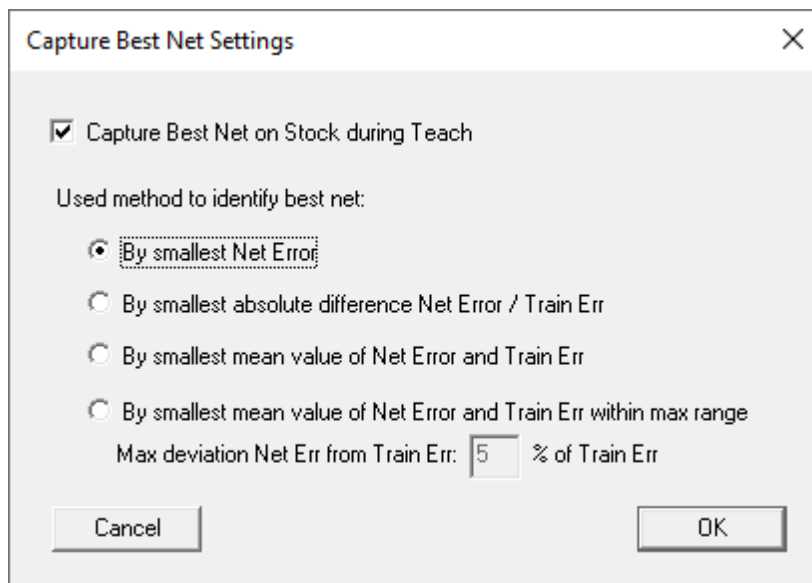 Capture Best Net Settings
Capture Best Net on Stock during Teach
Used method to identify best net:
By smallest Net Error
By smallest absolute difference Net Error / Train Err
By smallest mean value of Net Error and Train Err
By smallest mean value of Net Error and Train Err within max range
Max deviation Net Err from Train Err: 5 % of Train Err
Cancel OK